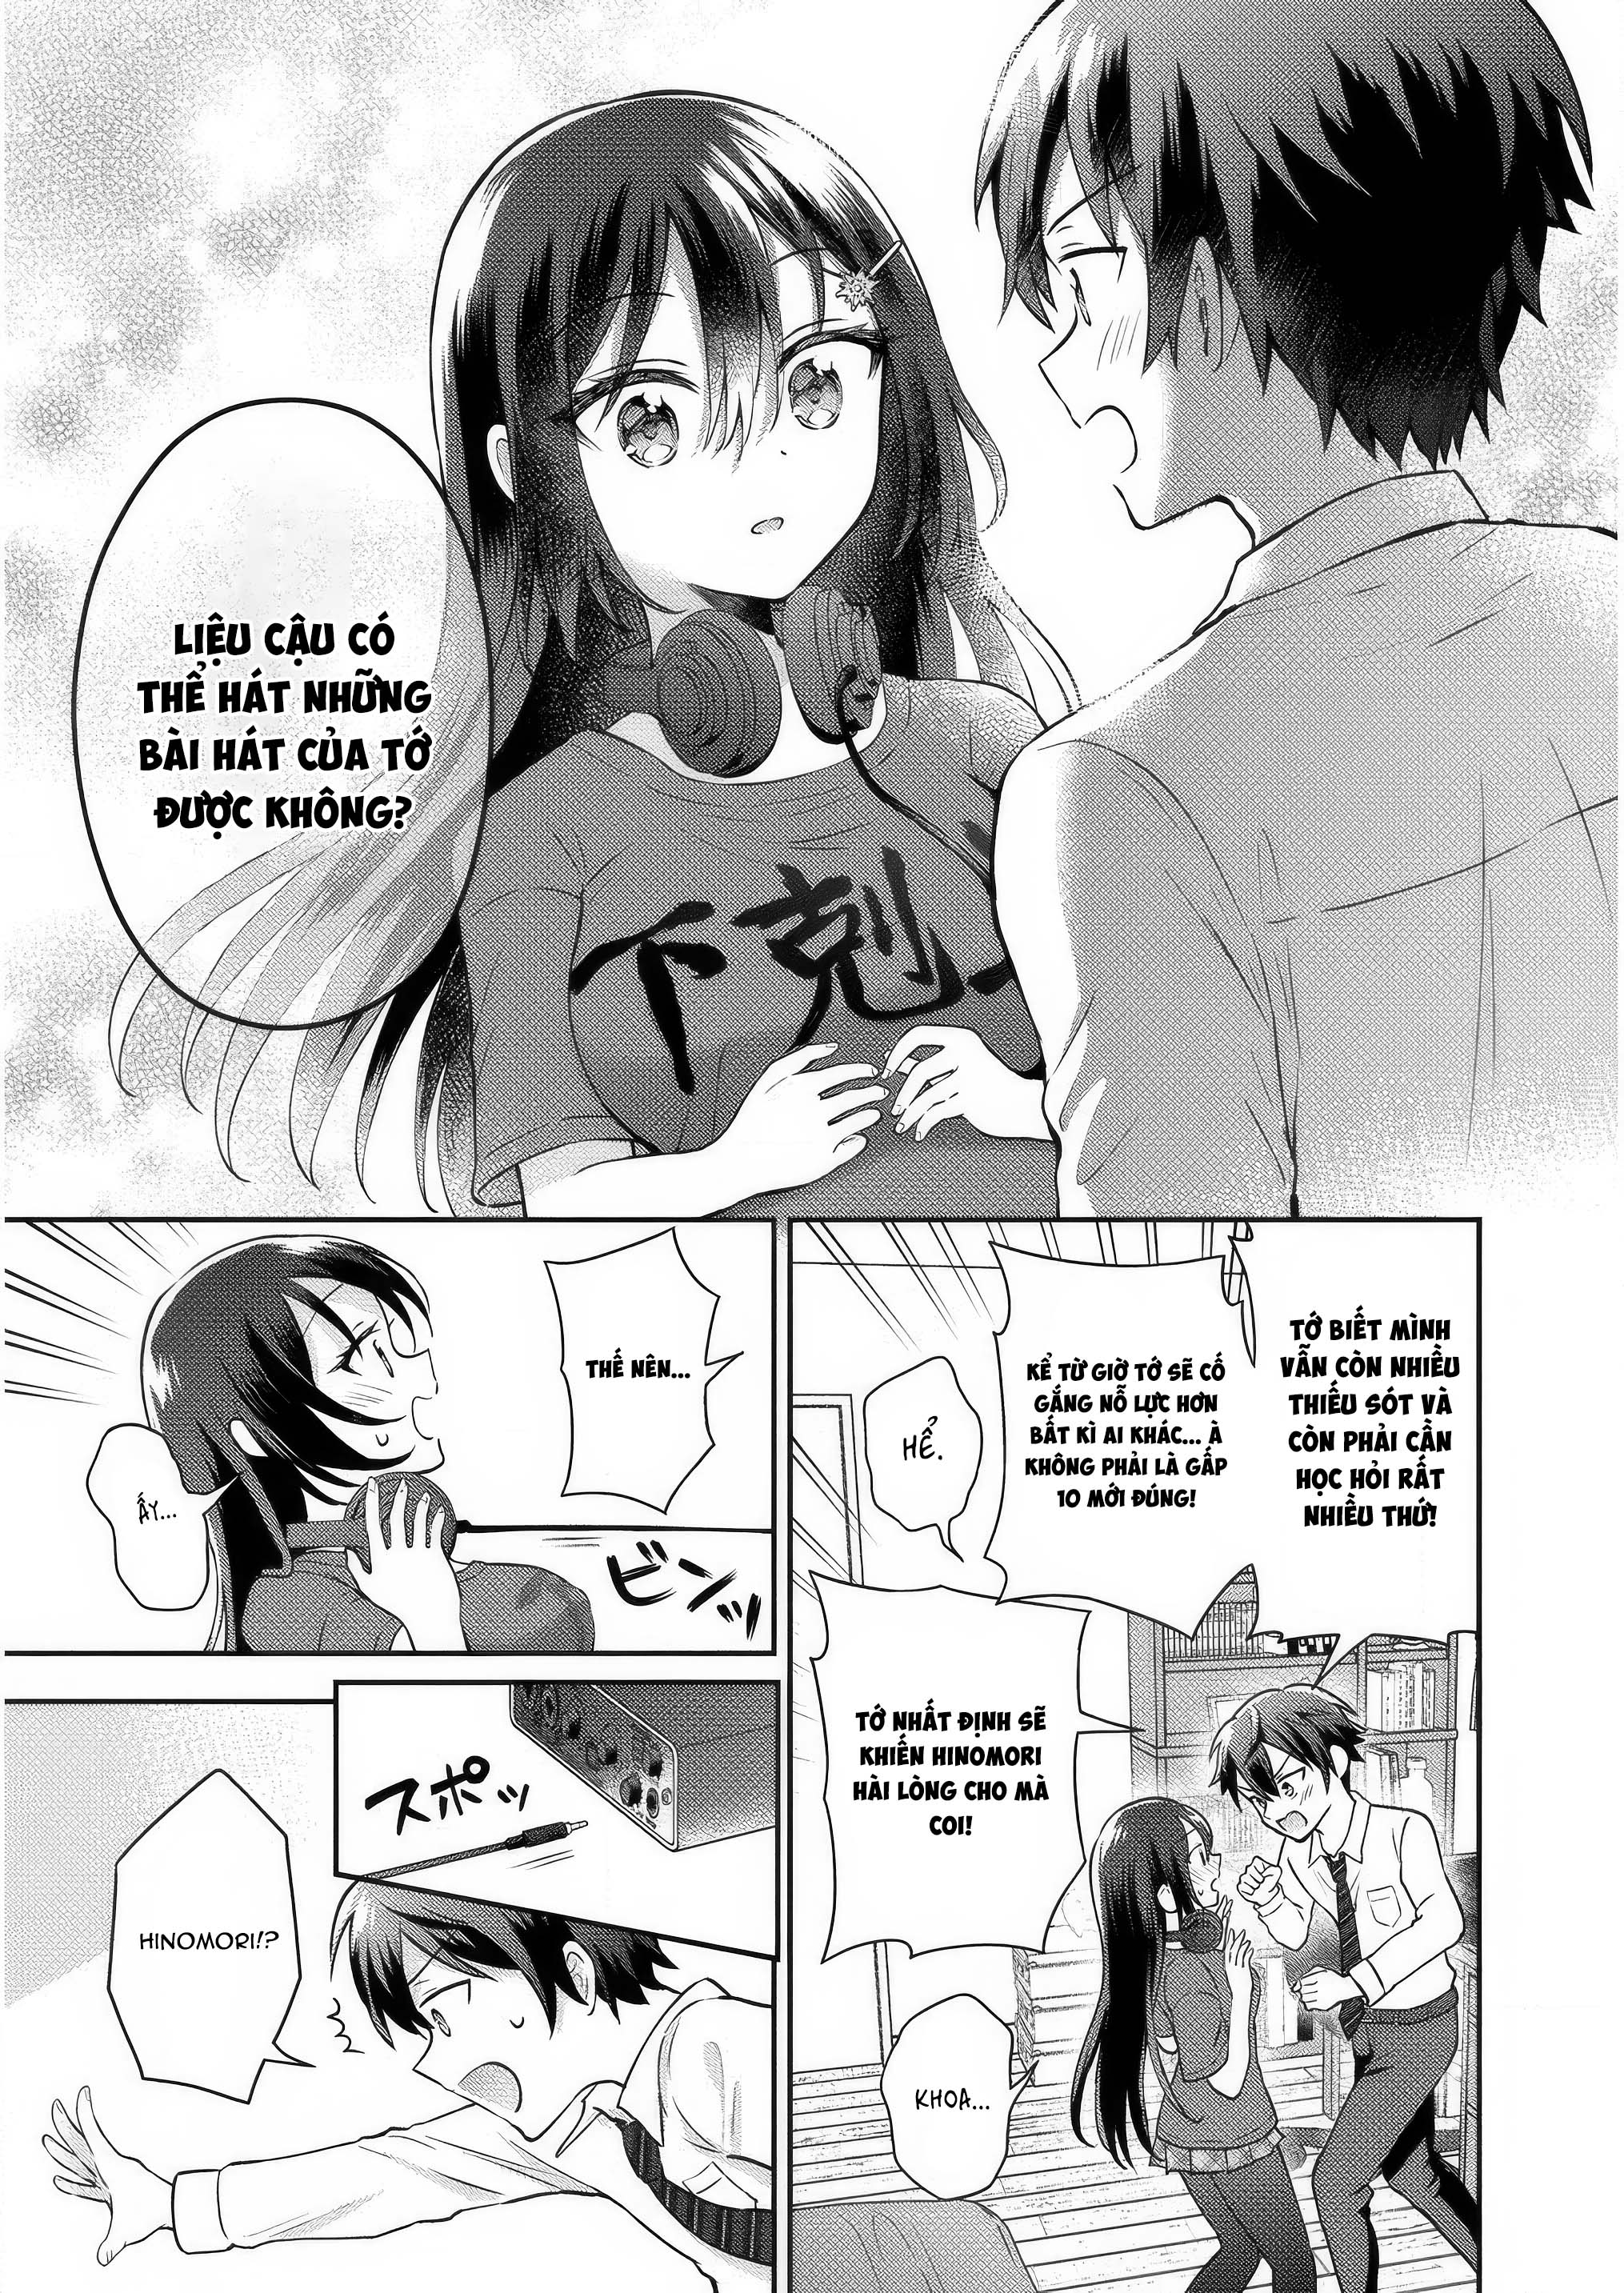 LIỆU CẬU CÓ
THỂ HÁT NHỮNG
BÀI HÁT CỦA TỚ
ĐƯỢC KHÔNG?
下克
TỚ BIẾT MÌNH
VẪN CÒN NHIỀU
THIẾU SÓT VÀ
CÒN PHẢI CẦN
HỌC HỎI RẤT
NHIỀU THỨ!
KỂ TỪ GIỜ TỚ SẼ CỐ
GẮNG NỖ LỰC HƠN
BẤT KÌ AI KHÁC... À
KHÔNG PHẢI LÀ GẤP
10 MỚI ĐÚNG!
HỂ.
TỚ NHẤT ĐỊNH SẼ
KHIẾN HINOMORI
HÀI LÒNG CHO MÀ
COI!
KHOA...
THẾ NÊN...
ẤY...
ビンッ
スポッ
HINOMORI!?